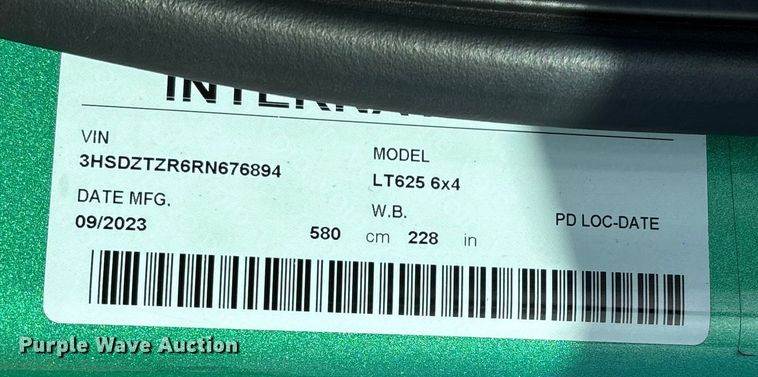 VIN
3HSDZTZR6RN676894
MODEL
LT625 6x4
DATE MFG.
09/2023
W.B.
580 cm 228 in
PD LOC-DATE
Purple Wave Auction